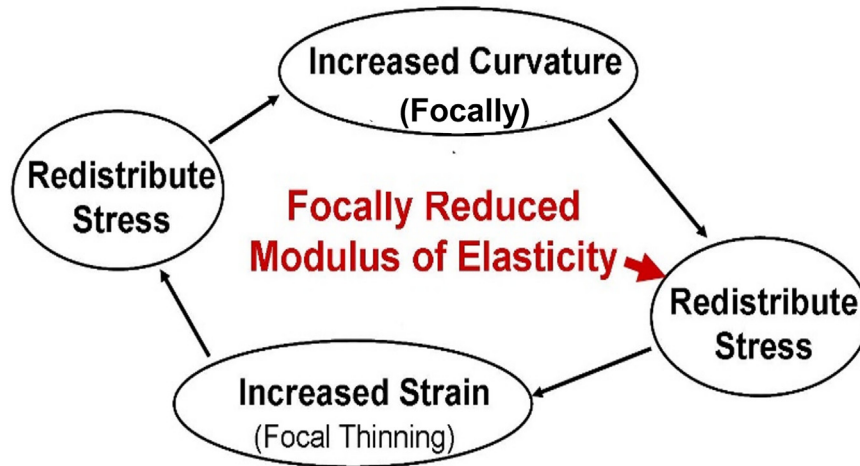 Increased Curvature
(Focally)
Redistribute
Stress
Focally Reduced
Modulus of Elasticity
Redistribute
Stress
Increased Strain
(Focal Thinning)